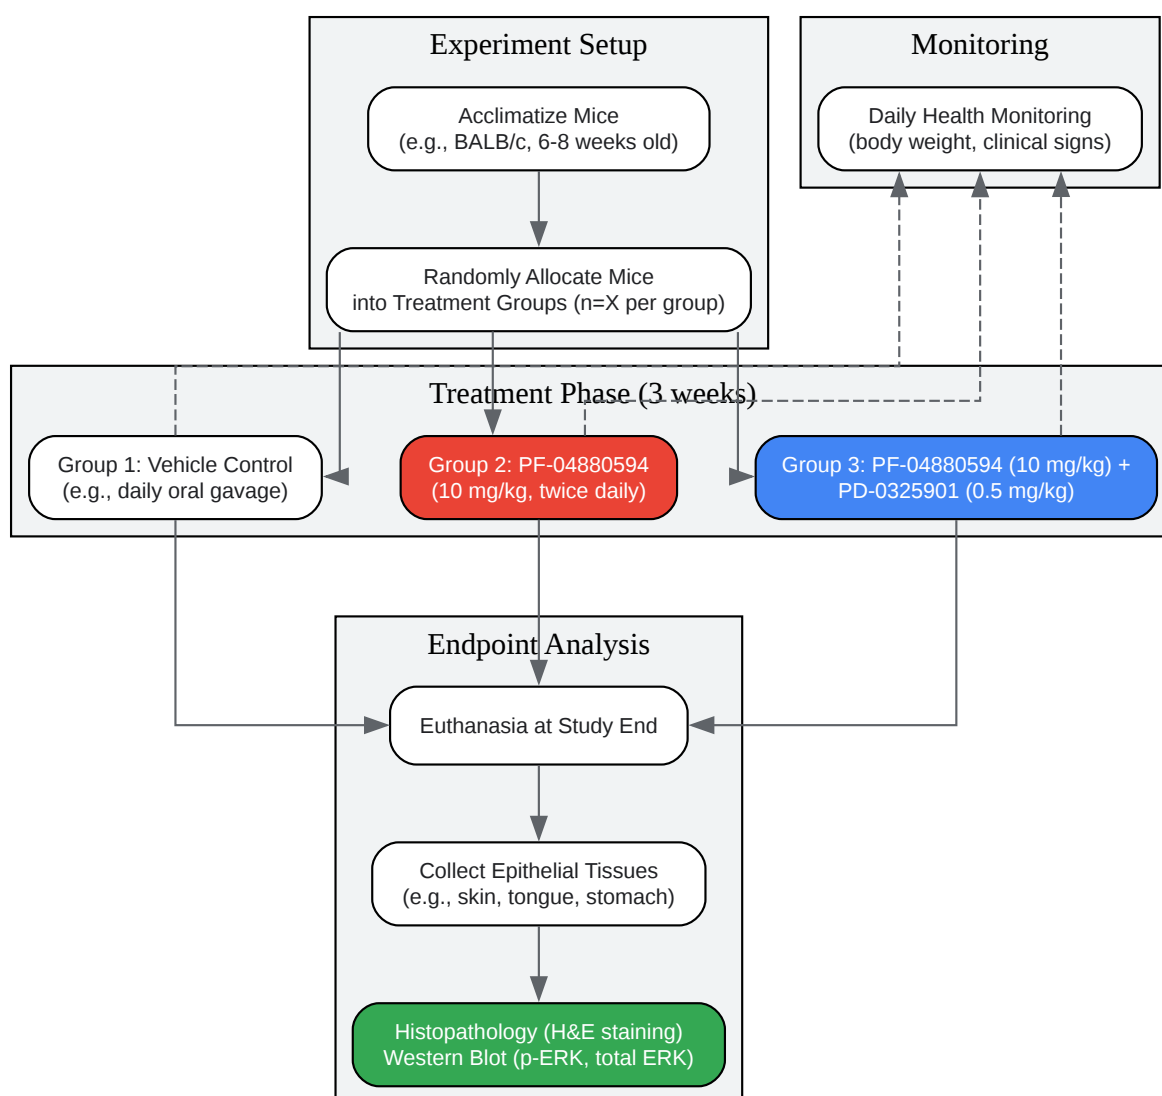 Experiment Setup
Acclimatize Mice
(e.g., BALB/c, 6-8 weeks old)
Randomly Allocate Mice
into Treatment Groups (n=X per group)
Monitoring
Daily Health Monitoring
(body weight, clinical signs)
Treatment Phase (3 weeks)
Group 1: Vehicle Control
(e.g., daily oral gavage)
Group 2: PF-04880594
(10 mg/kg, twice daily)
Group 3: PF-04880594 (10 mg/kg) +
PD-0325901 (0.5 mg/kg)
Endpoint Analysis
Euthanasia at Study End
Collect Epithelial Tissues
(e.g., skin, tongue, stomach)
Histopathology (H&E staining)
Western Blot (p-ERK, total ERK)